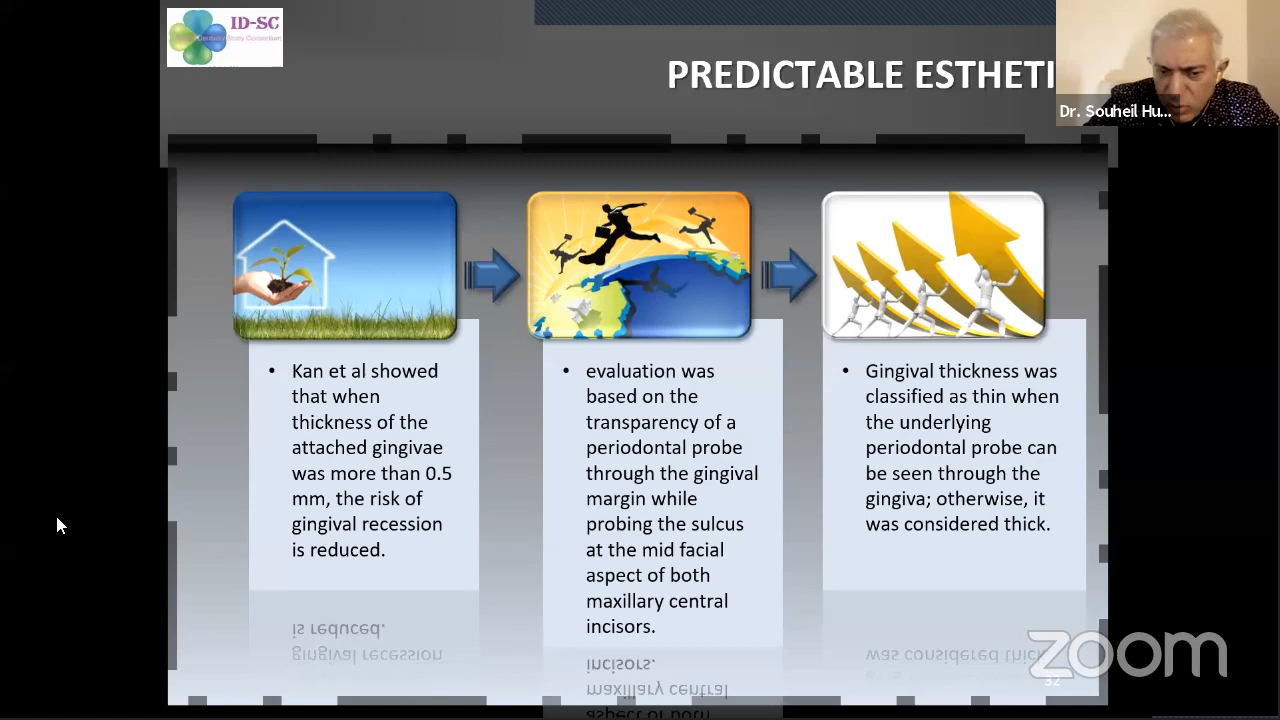 ID-SC
Dentistry Study Consortium
PREDICTABLE ESTHETI
Dr. Souheil Hu...
• Kan et al showed
that when
thickness of the
attached gingivae
was more than 0.5
mm, the risk of
gingival recession
is reduced.
• evaluation was
based on the
transparency of a
periodontal probe
through the gingival
margin while
probing the sulcus
at the mid facial
aspect of both
maxillary central
incisors.
• Gingival thickness was
classified as thin when
the underlying
periodontal probe can
be seen through the
gingiva; otherwise, it
was considered thick.
zoom